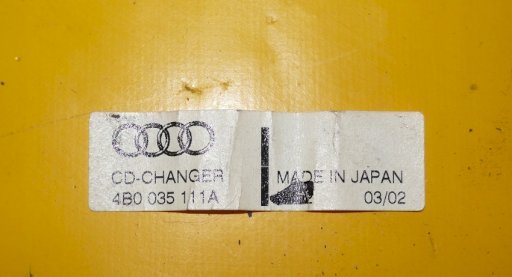 CD-CHANGER
4B0 035 111A
MADE IN JAPAN
03/02